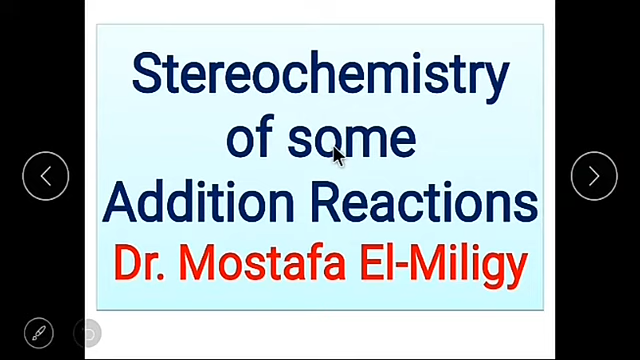 Stereochemistry
of some
Addition Reactions
Dr. Mostafa El-Miligy